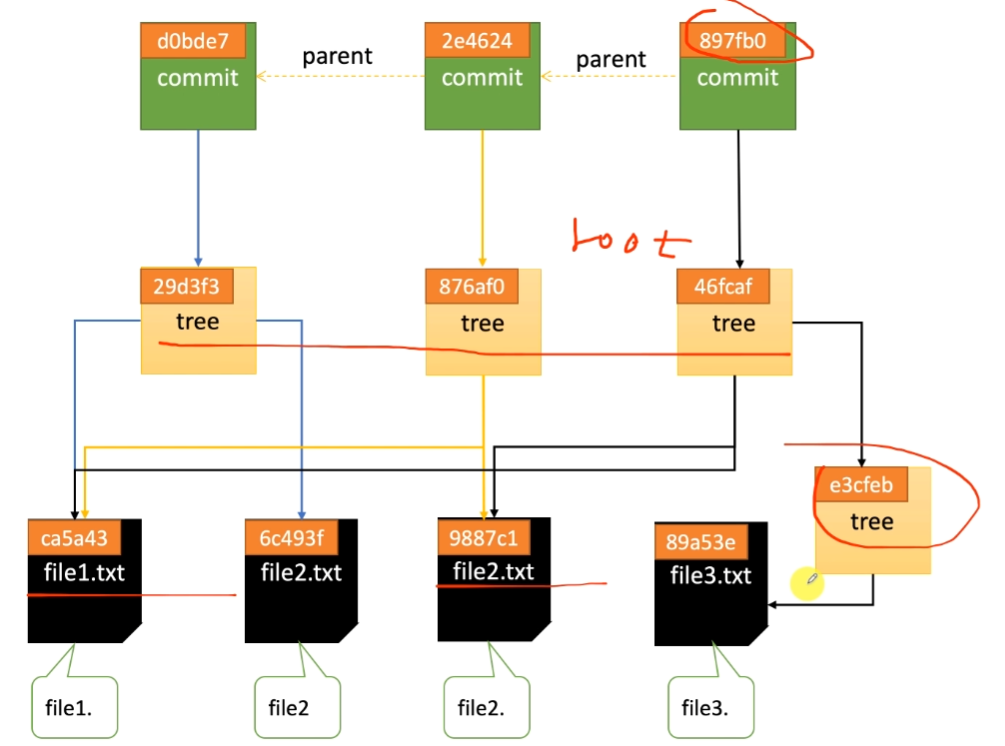 d0bde7
commit
parent
2e4624
commit
parent
897fb0
commit
root
29d3f3
tree
876af0
tree
46fcaf
tree
e3cfeb
tree
ca5a43
file1.txt
6c493f
file2.txt
9887c1
file2.txt
89a53e
file3.txt
file1.
file2
file2.
file3.